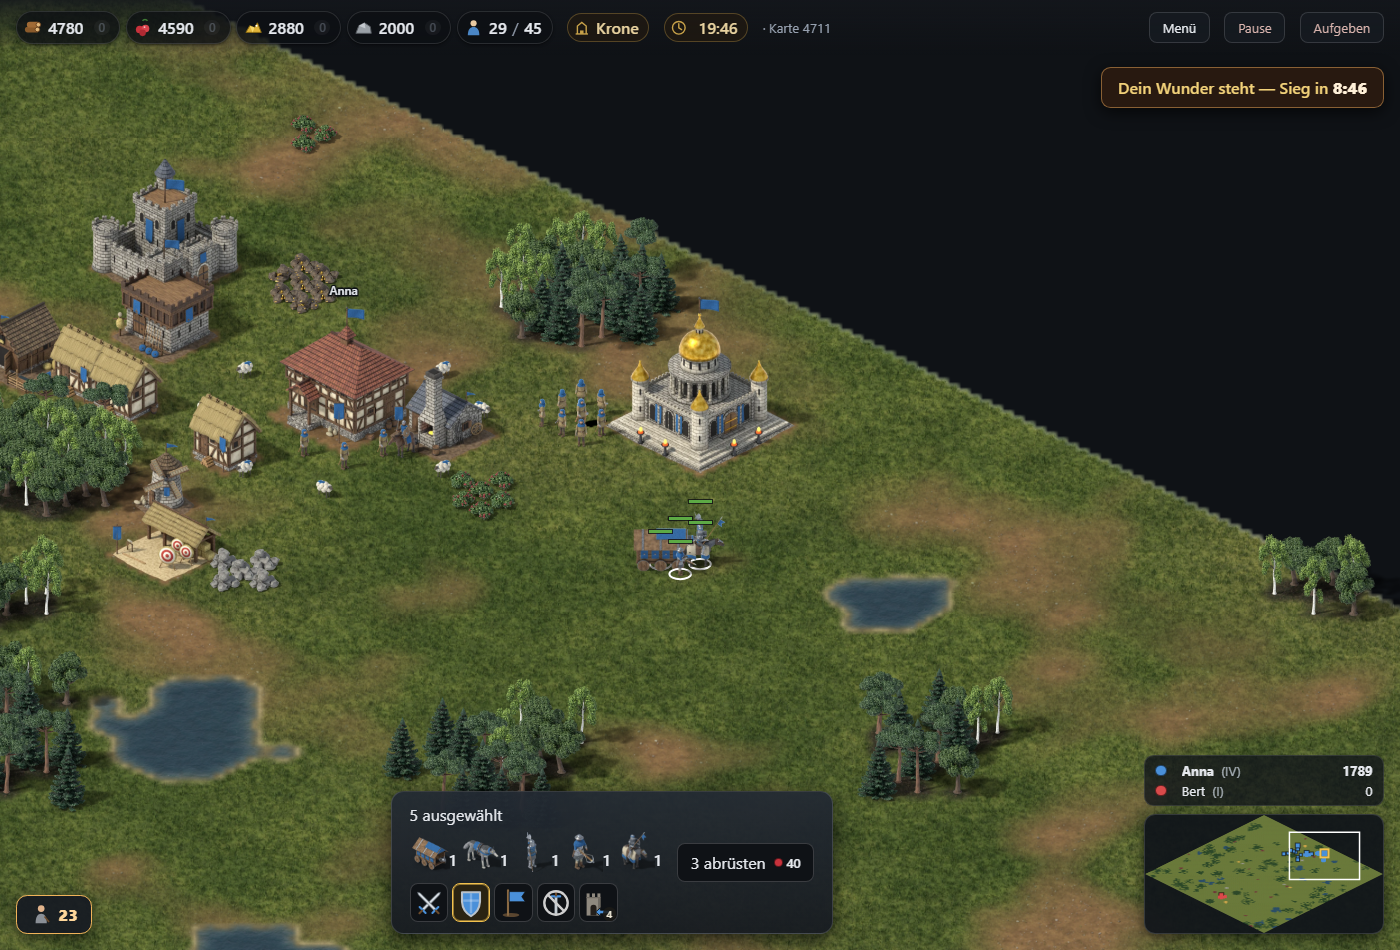 4780 0 4590 0 2880 0 2000 0 29 / 45 Krone 19:46 · Karte 4711 Menü Pause Aufgeben
Dein Wunder steht — Sieg in 8:46
Anna
Anna (IV) 1789
Bert (I) 0
5 ausgewählt
1 1 1 1 1 3 abrüsten 40
4
23